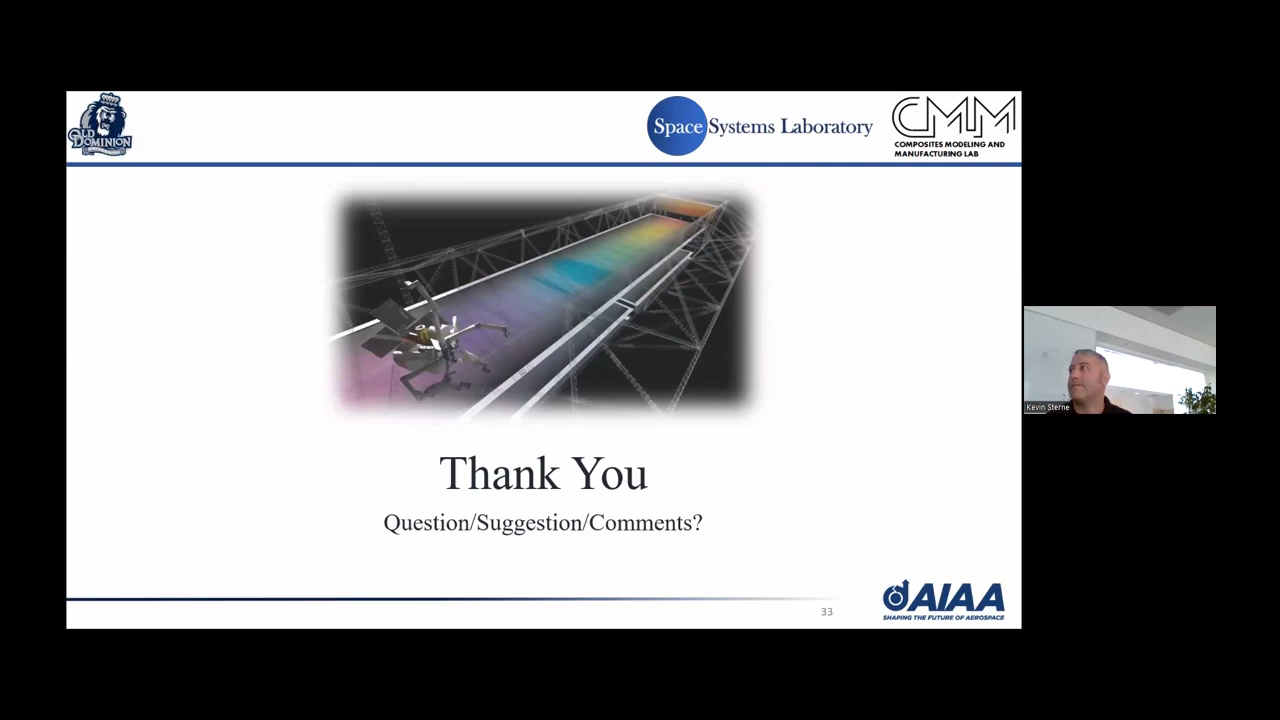 OLD
DOMINION
Space Systems Laboratory
CMM
COMPOSITES MODELING AND
MANUFACTURING LAB
Kevin Sterne
Thank You
Question/Suggestion/Comments?
33
AIAA
SHAPING THE FUTURE OF AEROSPACE